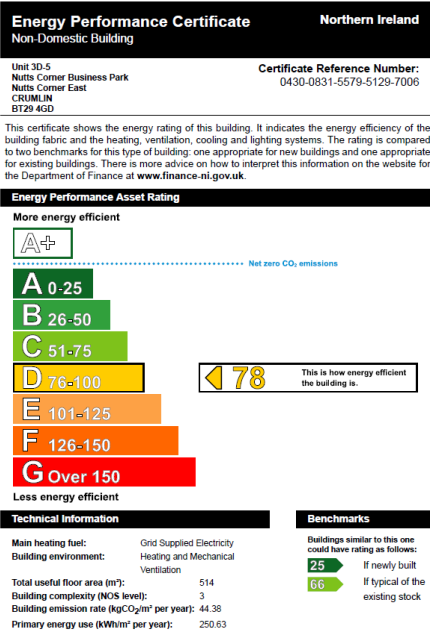 Energy Performance Certificate
Northern Ireland
Non-Domestic Building
Unit 3D-5
Nutts Corner Business Park
Nutts Corner East
CRUMLIN
BT29 4GD
Certificate Reference Number:
0430-0831-5579-5129-7006
This certificate shows the energy rating of this building. It indicates the energy efficiency of the
building fabric and the heating, ventilation, cooling and lighting systems. The rating is compared
to two benchmarks for this type of building: one appropriate for new buildings and one appropriate
for existing buildings. There is more advice on how to interpret this information on the website for
the Department of Finance at www.finance-ni.gov.uk.
Energy Performance Asset Rating
More energy efficient
A+
Net zero CO₂ emissions
A 0-25
B 26-50
C 51-75
D 76-100
78
This is how energy efficient
the building is.
E 101-125
F 126-150
G Over 150
Less energy efficient
Technical Information
Main heating fuel: Grid Supplied Electricity
Building environment: Heating and Mechanical
Ventilation
Total useful floor area (m²): 514
Building complexity (NOS level): 3
Building emission rate (kgCO₂/m² per year): 44.38
Primary energy use (kWh/m² per year): 250.63
Benchmarks
Buildings similar to this one
could have rating as follows:
25 If newly built
66 If typical of the
existing stock